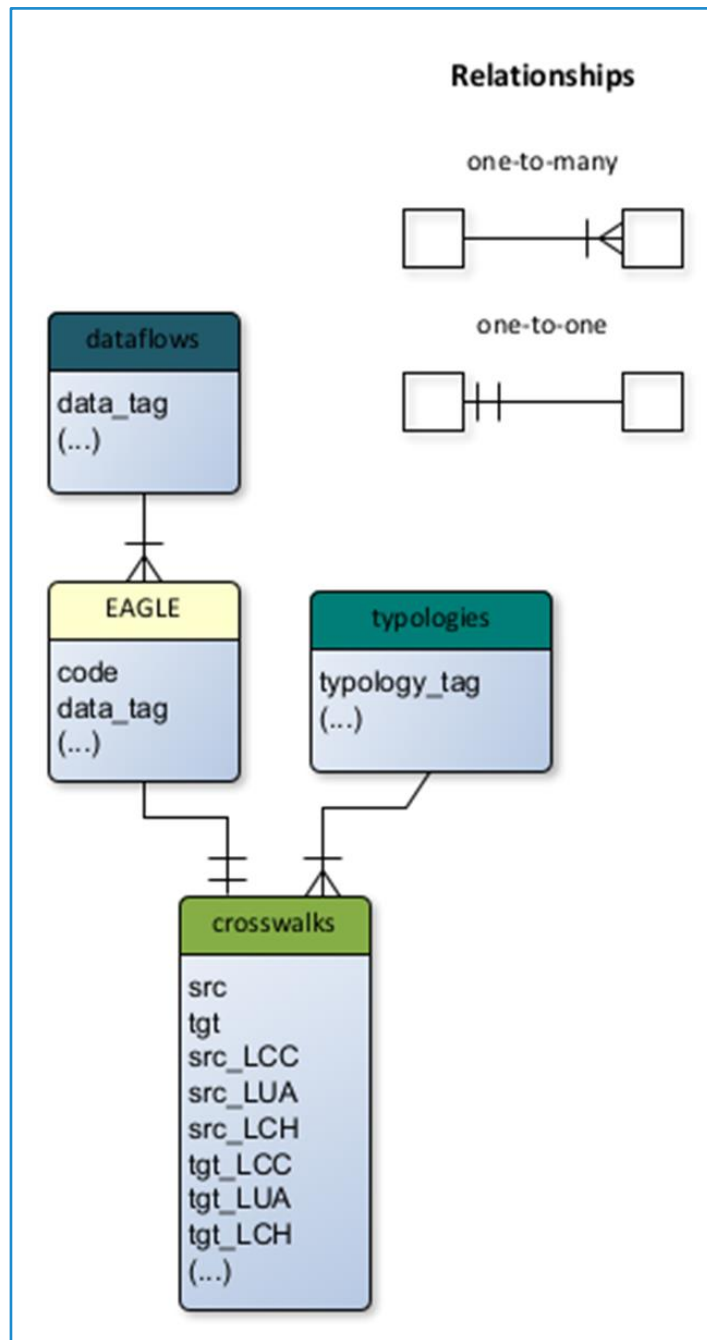 Relationships
one-to-many
one-to-one
dataflows
data_tag
(...)
EAGLE
code
data_tag
(...)
typologies
typology_tag
(...)
crosswalks
src
tgt
src_LCC
src_LUA
src_LCH
tgt_LCC
tgt_LUA
tgt_LCH
(...)